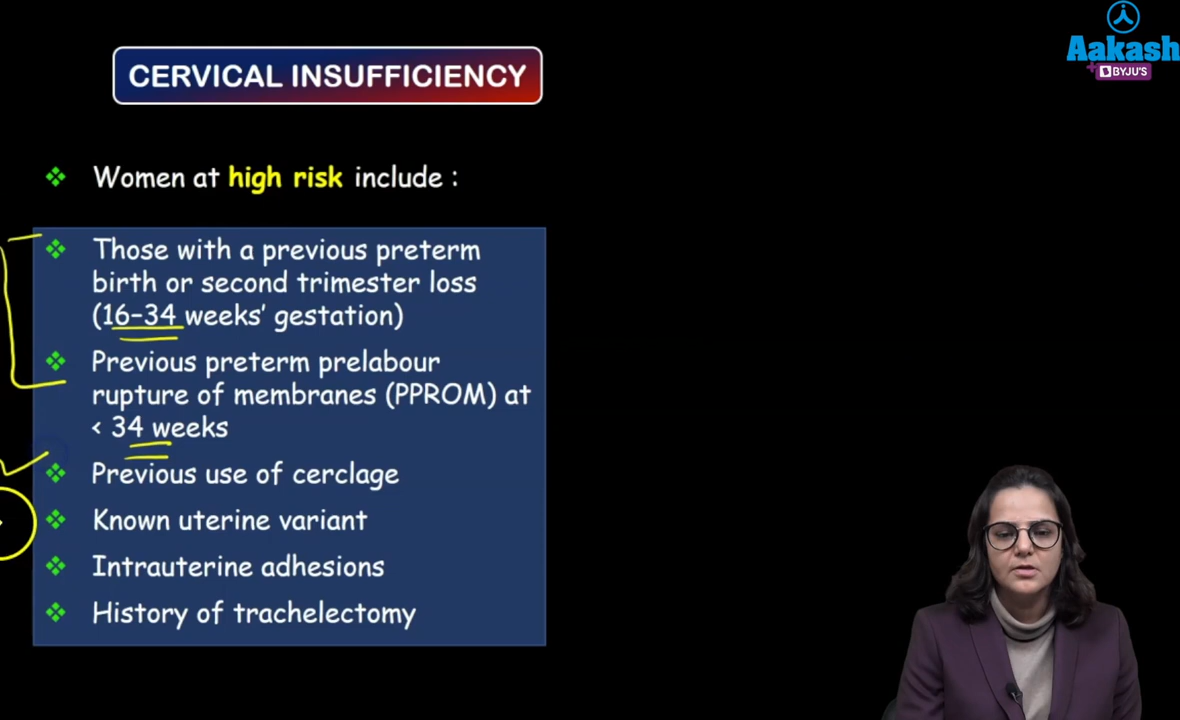 Aakash
BYJU'S
CERVICAL INSUFFICIENCY
Women at high risk include :
Those with a previous preterm
birth or second trimester loss
(16-34 weeks' gestation)
Previous preterm prelabour
rupture of membranes (PPROM) at
< 34 weeks
Previous use of cerclage
Known uterine variant
Intrauterine adhesions
History of trachelectomy